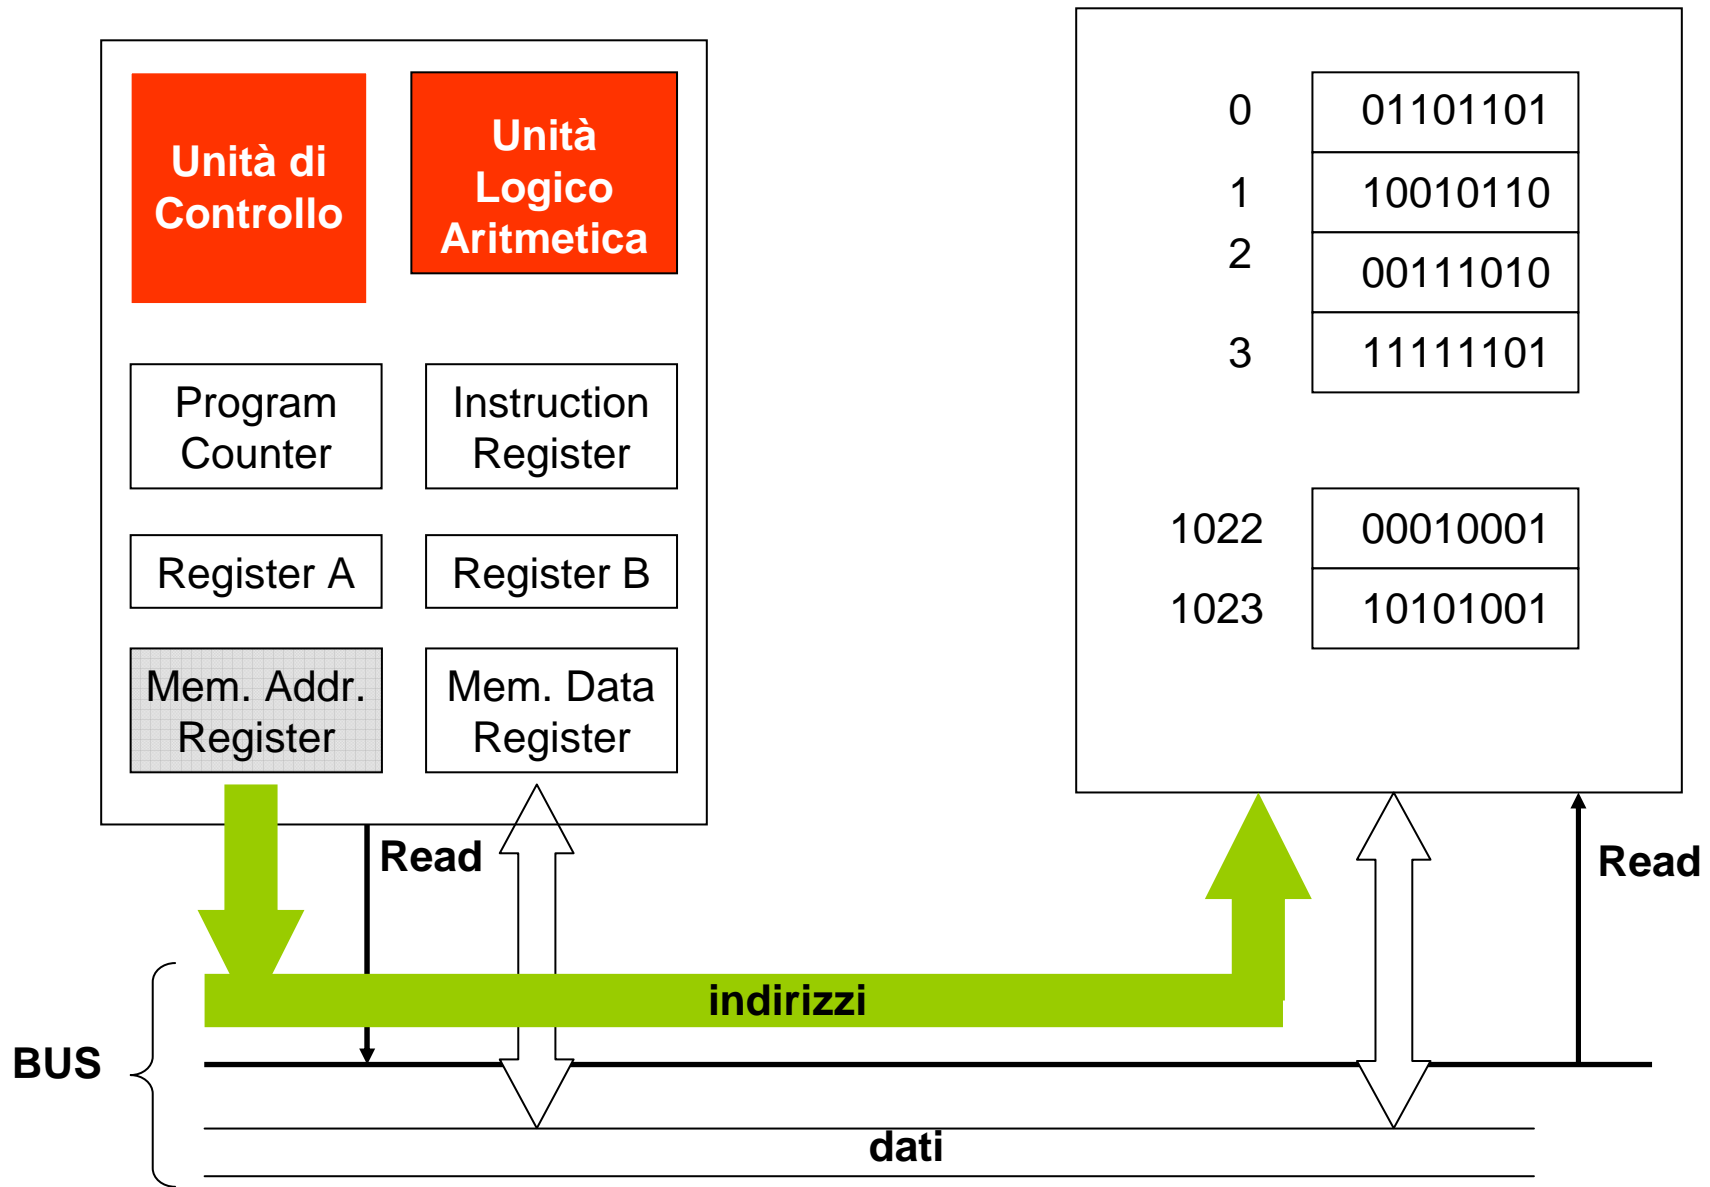 Unità di
Controllo
Unità
Logico
Aritmetica
Program
Counter
Instruction
Register
Register A
Register B
Mem. Addr.
Register
Mem. Data
Register
0 01101101
1 10010110
2 00111010
3 11111101
1022 00010001
1023 10101001
Read
Read
indirizzi
BUS
dati